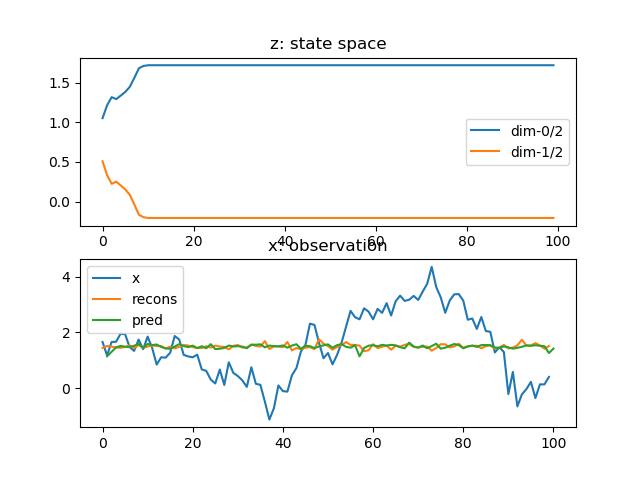 z: state space
1.5
1.0
0.5
0.0
dim-0/2
dim-1/2
0 20 40 60 80 100
x: observation
4
2
0
x
recons
pred
0 20 40 60 80 100